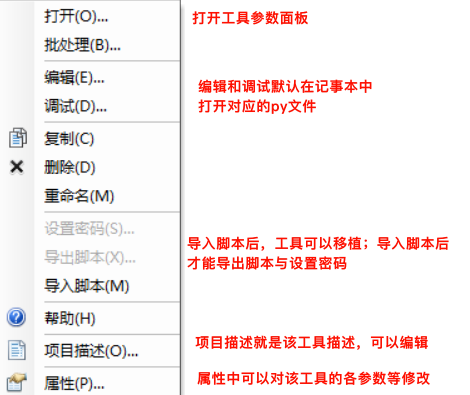 打开(O)...
打开工具参数面板
批处理(B)...
编辑(E)...
编辑和调试默认在记事本中
打开对应的py文件
调试(D)...
复制(C)
删除(D)
重命名(M)
设置密码(S)...
导入脚本后，工具可以移植；导入脚本后
才能导出脚本与设置密码
导出脚本(X)...
导入脚本(M)
帮助(H)
项目描述就是该工具描述，可以编辑
项目描述(O)...
属性中可以对该工具的各参数等修改
属性(P)...